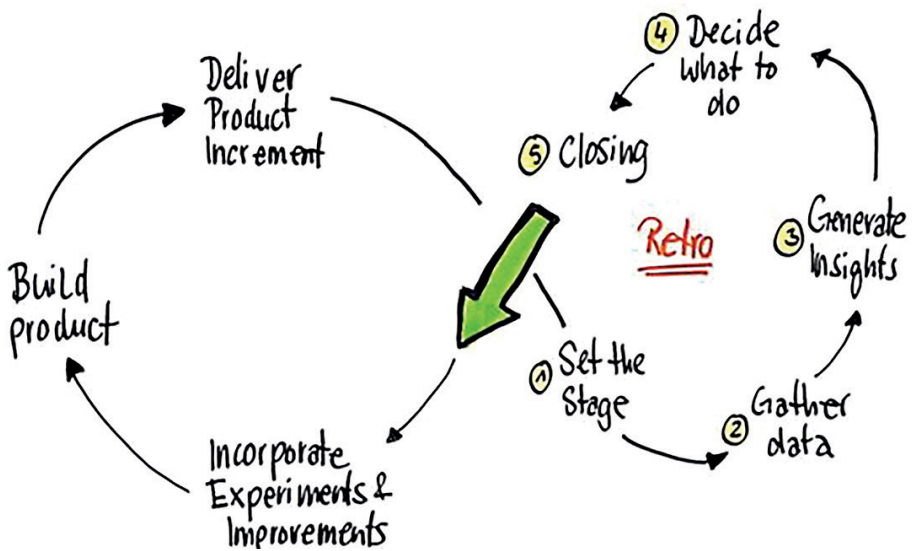 Deliver
Product
Increment
Build
product
Incorporate
Experiments &
Improvements
Retro
1 Set the
Stage
2 Gather
data
3 Generate
Insights
4 Decide
what to
do
5 Closing